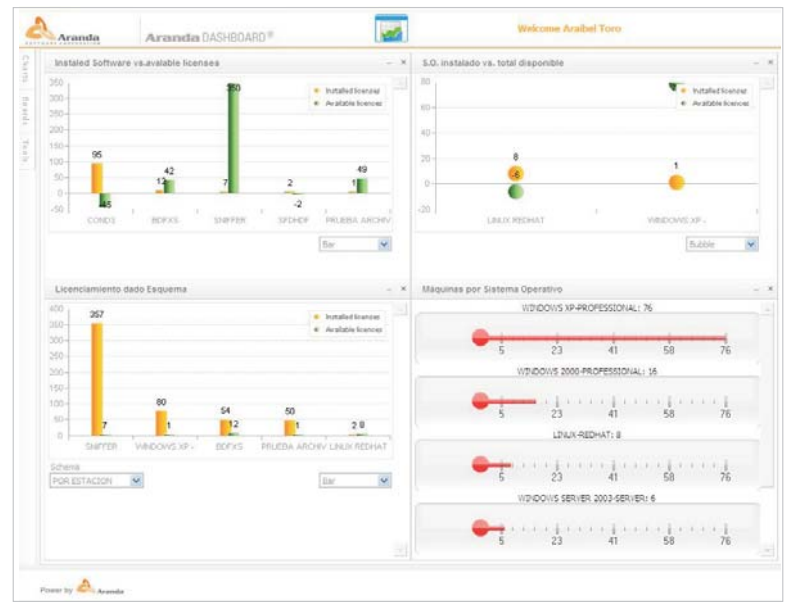 Aranda
SOFTWARE CORPORATION
Aranda DASHBOARD®
Welcome Araibel Toro
Charts
Boards
Tools
Instaled Software vs.avalable licenses
350
300
250
200
150
100
50
0
-50
95
-45
12
42
7
350
2
-2
1
49
Installed licenses
Available licences
CONDS
BDFXS
SNIFFER
SFDHDF
PRUEBA ARCHIV
Bar
S.O. instalado vs. total disponible
80
60
40
20
0
-20
8
-6
1
Installed licenses
Available licences
LINUX REDHAT
WINDOWS XP -
Bubble
Licenciamiento dado Esquema
400
350
300
250
200
150
100
50
0
357
7
80
1
54
12
50
1
2 8
Installed licenses
Available licences
SNIFFER
WINDOWS XP -
BDFXS
PRUEBA ARCHIV
LINUX REDHAT
Schema
POR ESTACION
Bar
Maquinas por Sistema Operativo
WINDOWS XP-PROFESSIONAL: 76
5 23 41 58 76
WINDOWS 2000-PROFESSIONAL: 16
5 23 41 58 76
LINUX-REDHAT: 8
5 23 41 58 76
WINDOWS SERVER 2003-SERVER: 6
5 23 41 58 76
Power by Aranda